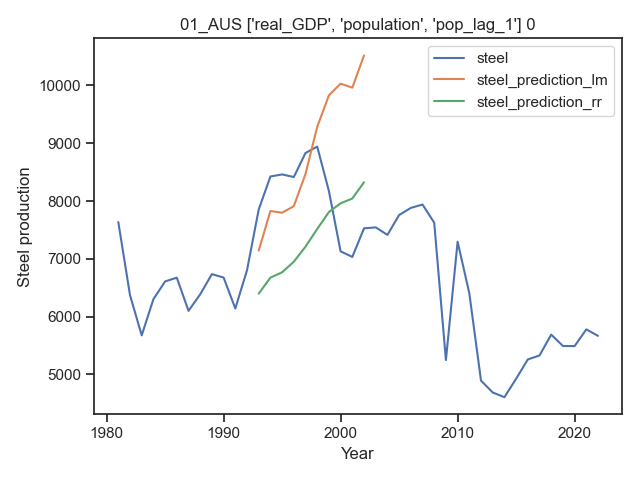 01_AUS ['real_GDP', 'population', 'pop_lag_1'] 0
steel
steel_prediction_lm
steel_prediction_rr
Steel production
10000
9000
8000
7000
6000
5000
1980
1990
2000
2010
2020
Year